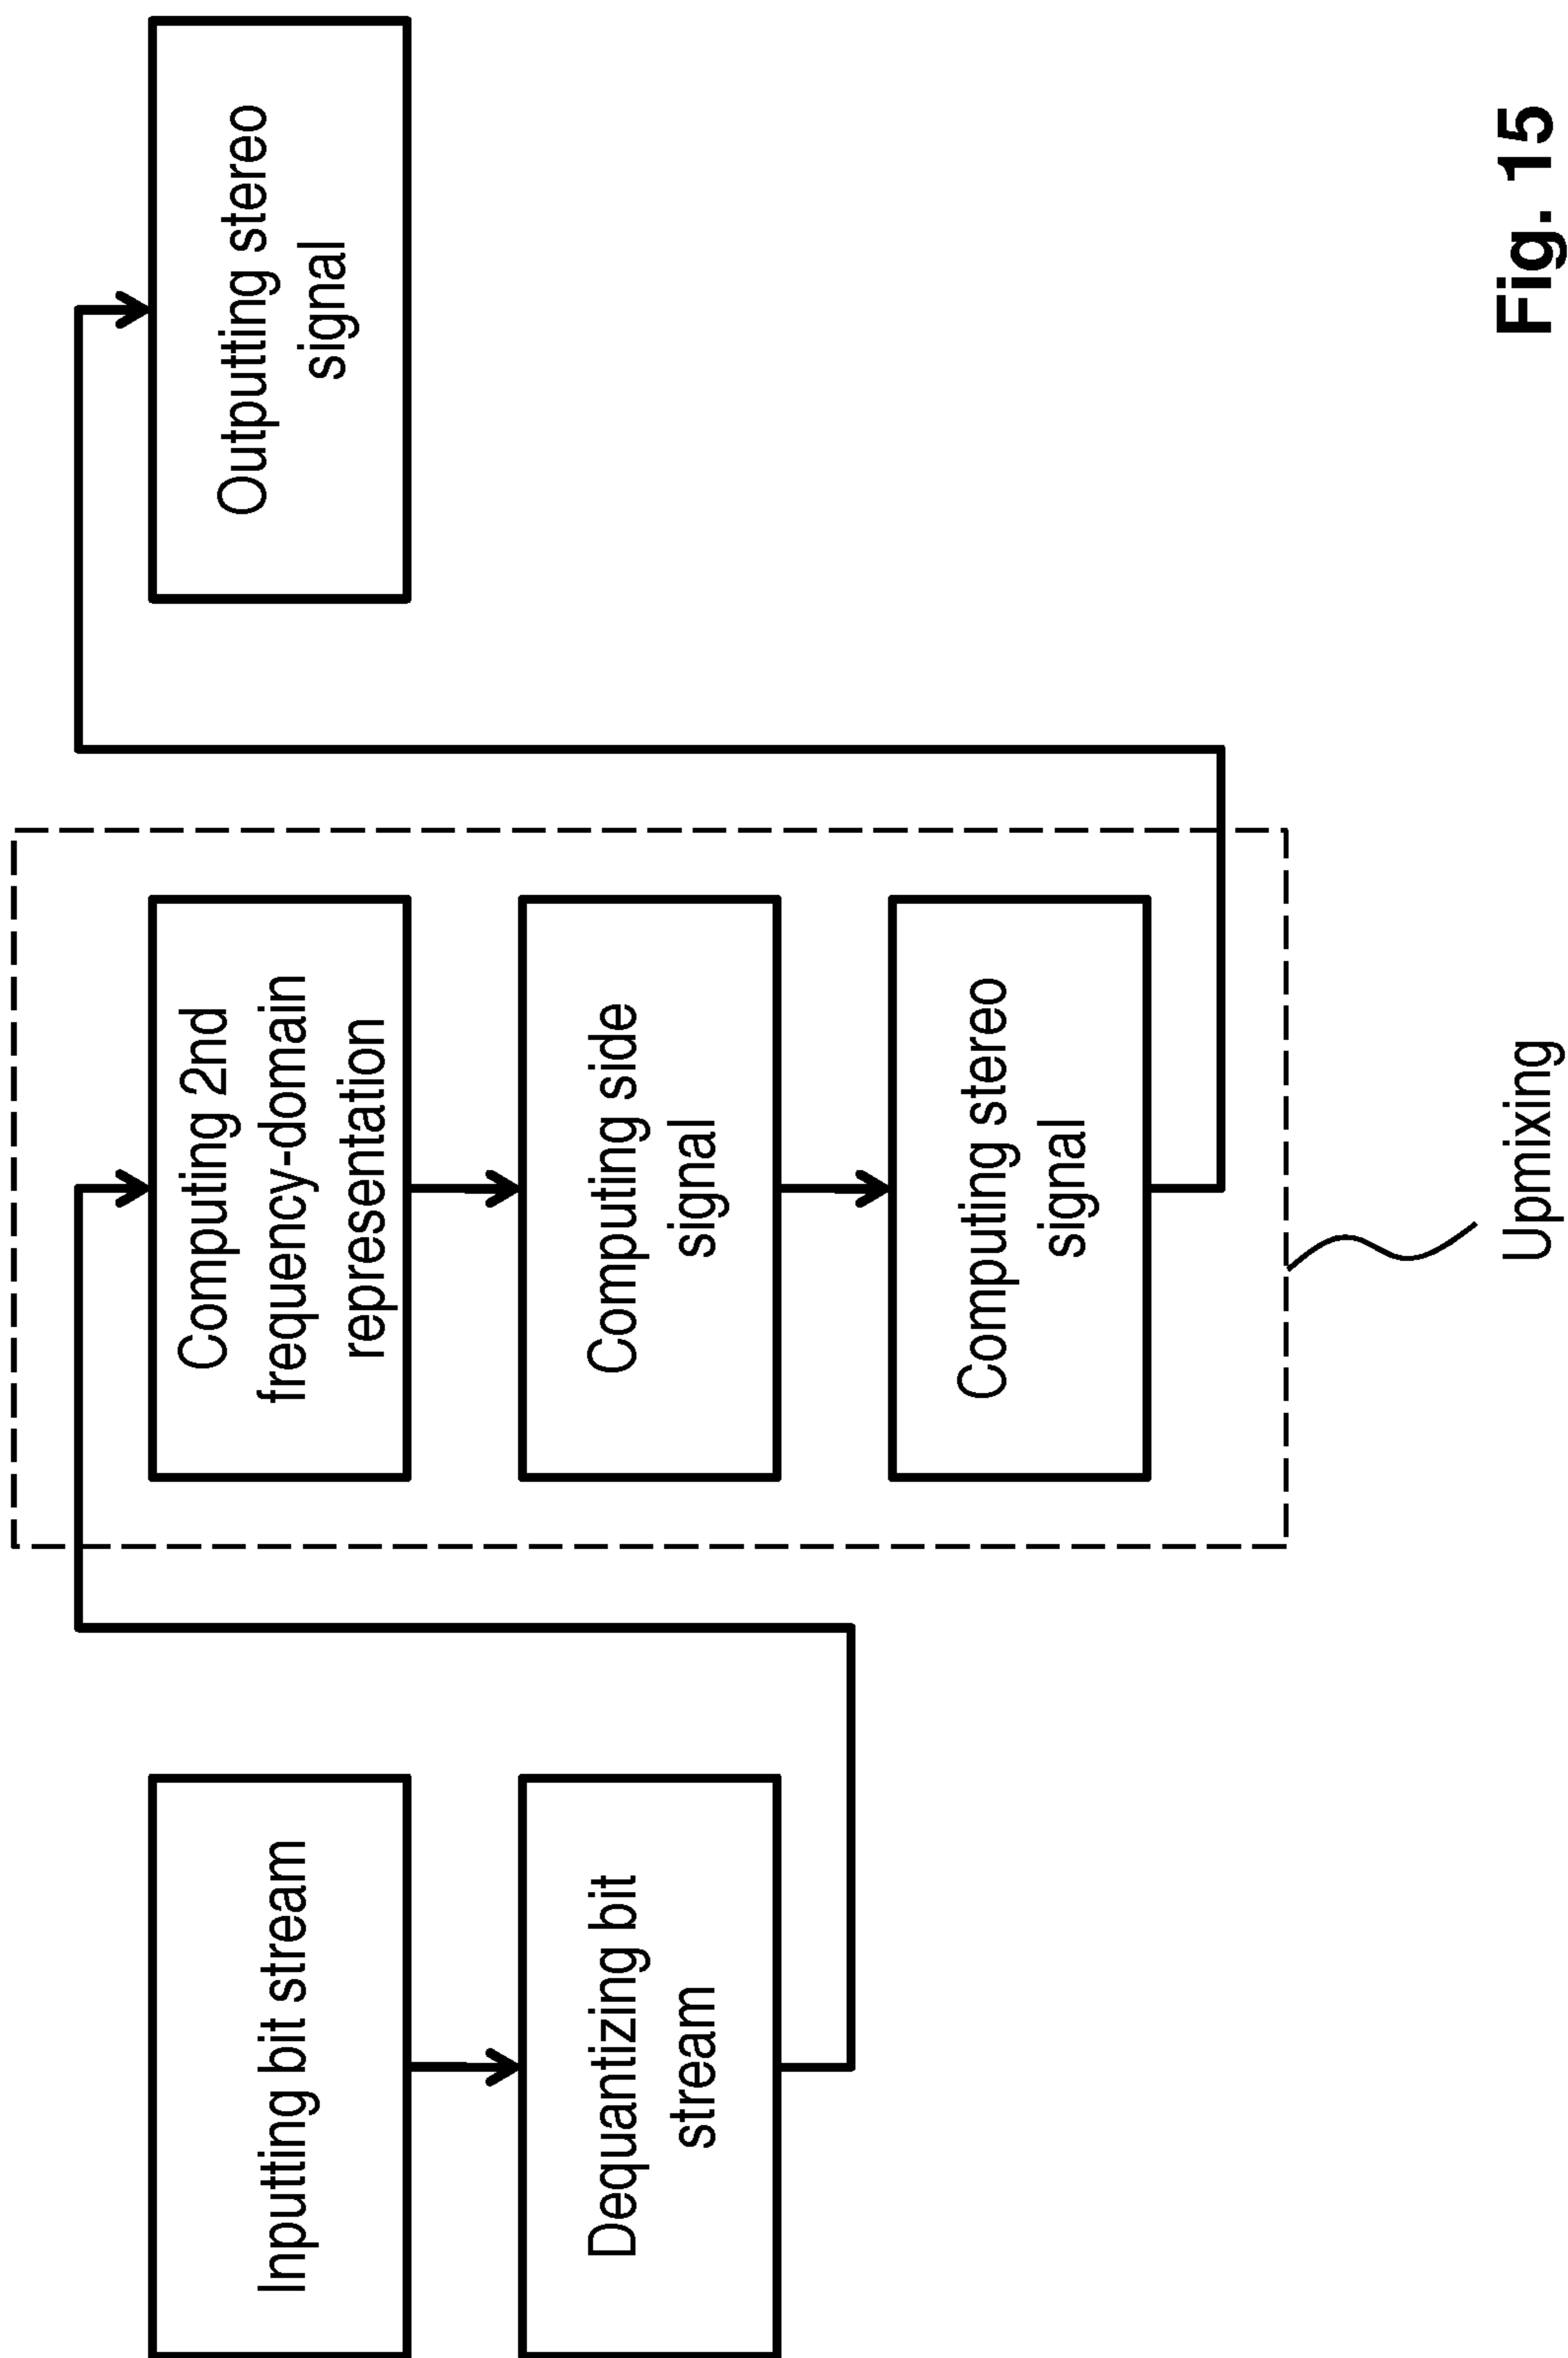 Inputting bit stream
Dequantizing bit
stream
Computing 2nd
frequency-domain
representation
Computing side
signal
Computing stereo
signal
Outputting stereo
signal
Upmixing
Fig. 15